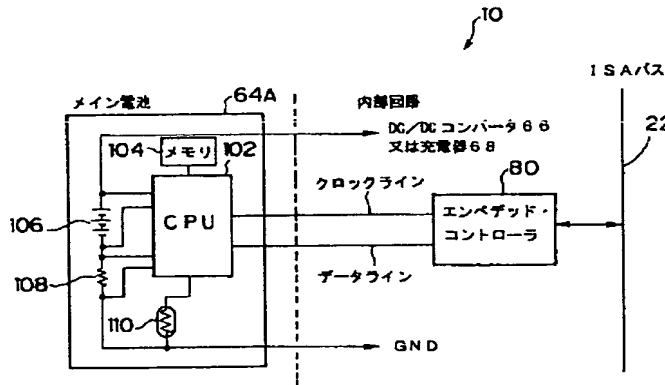 10
ISAバス
メイン電池
64A
内部回路
22
DC/DC コンバータ66
又は充電器68
104
メモリ
102
80
クロックライン
106
CPU
エンベデッド・
コントローラ
108
データライン
110
GND